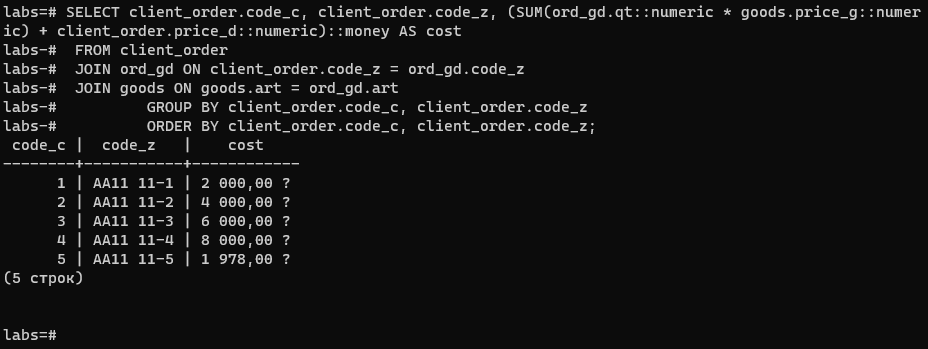 labs=# SELECT client_order.code_c, client_order.code_z, (SUM(ord_gd.qt::numeric * goods.price_g::numer
ic) + client_order.price_d::numeric)::money AS cost
labs-#  FROM client_order
labs-#  JOIN ord_gd ON client_order.code_z = ord_gd.code_z
labs-#  JOIN goods ON goods.art = ord_gd.art
labs-#          GROUP BY client_order.code_c, client_order.code_z
labs-#          ORDER BY client_order.code_c, client_order.code_z;
 code_c |  code_z   |    cost
--------+-----------+------------
      1 | AA11 11-1 | 2 000,00 ?
      2 | AA11 11-2 | 4 000,00 ?
      3 | AA11 11-3 | 6 000,00 ?
      4 | AA11 11-4 | 8 000,00 ?
      5 | AA11 11-5 | 1 978,00 ?
(5 строк)
labs=#